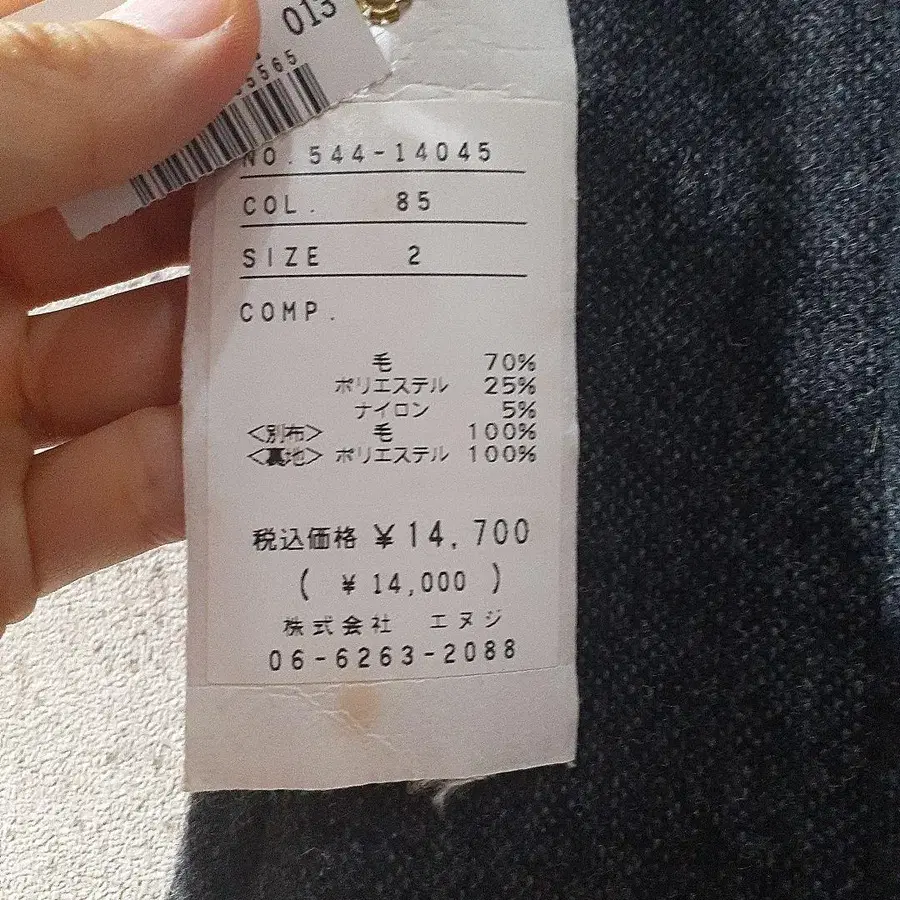 013
5565
NO. 544-14045
COL. 85
SIZE 2
COMP.
毛 70%
ポリエステル 25%
ナイロン 5%
<別布> 毛 100%
<裏地> ポリエステル 100%
税込価格 ¥14,700
( ¥14,000 )
株式会社 エヌジ
06-6263-2088